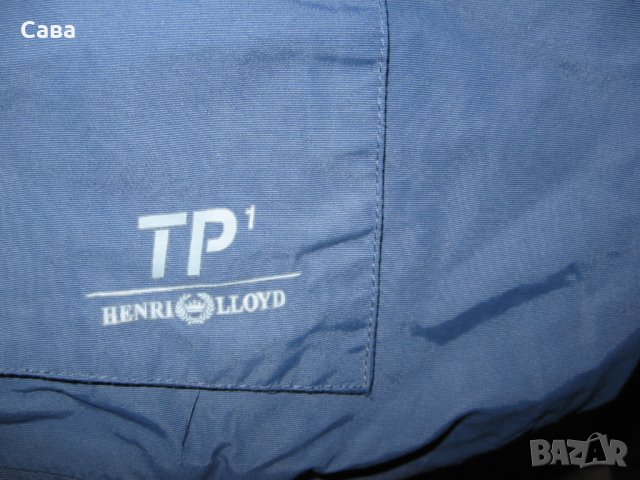 Сава
TP¹
HENRI LLOYD
BAZAR